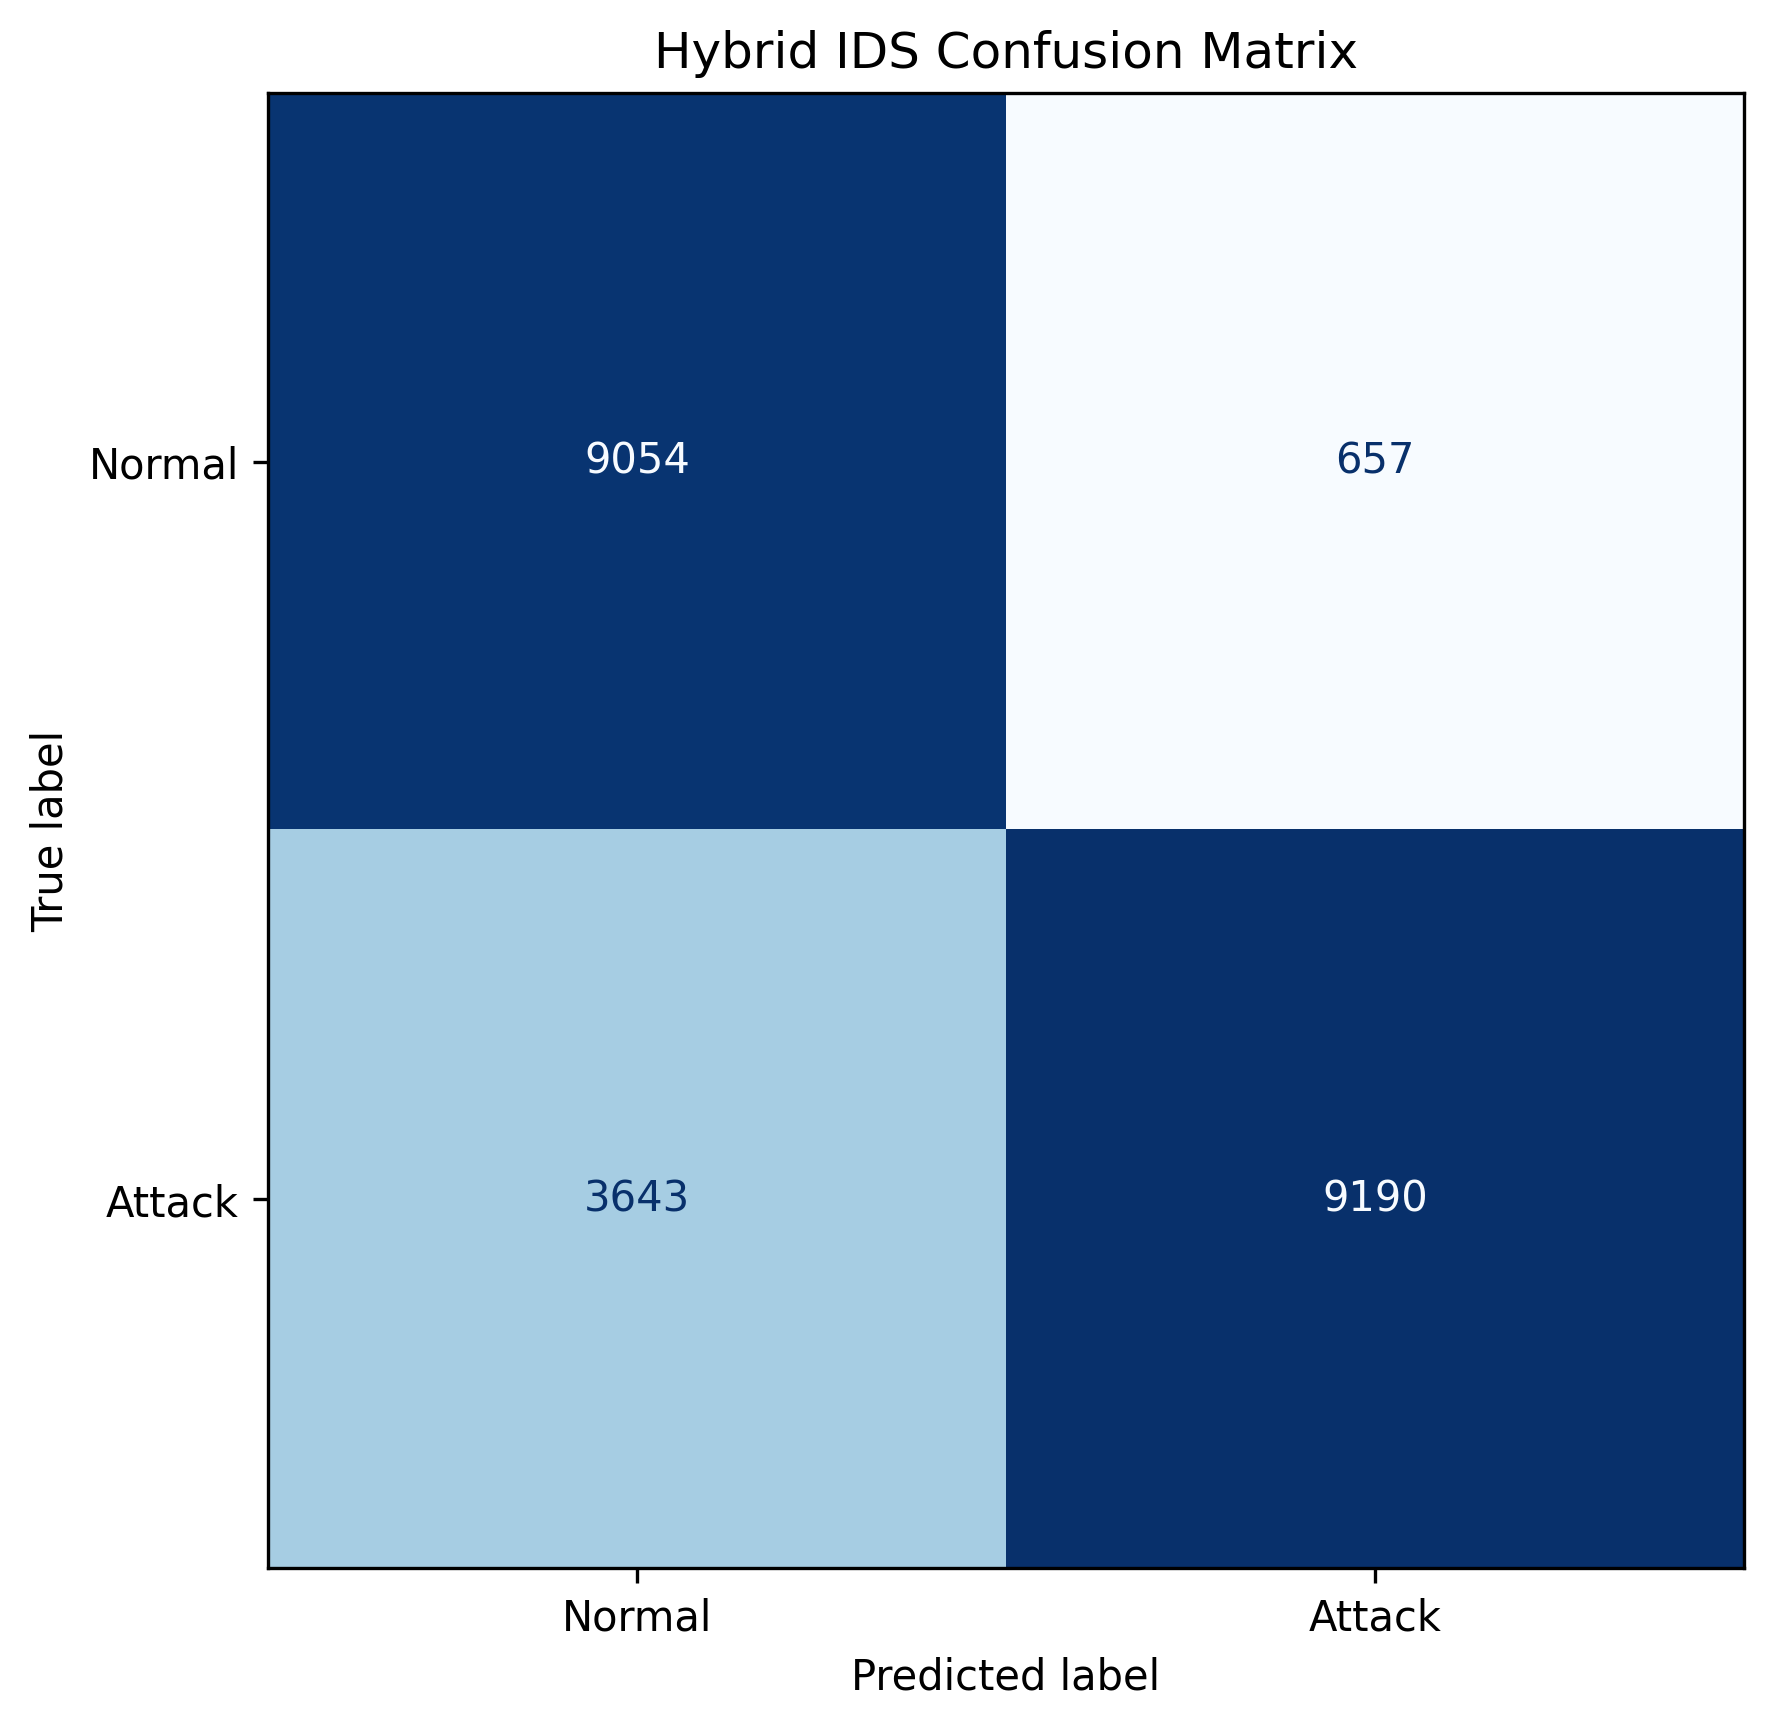 Hybrid IDS Confusion Matrix
Normal
9054
657
True label
Attack
3643
9190
Normal
Attack
Predicted label